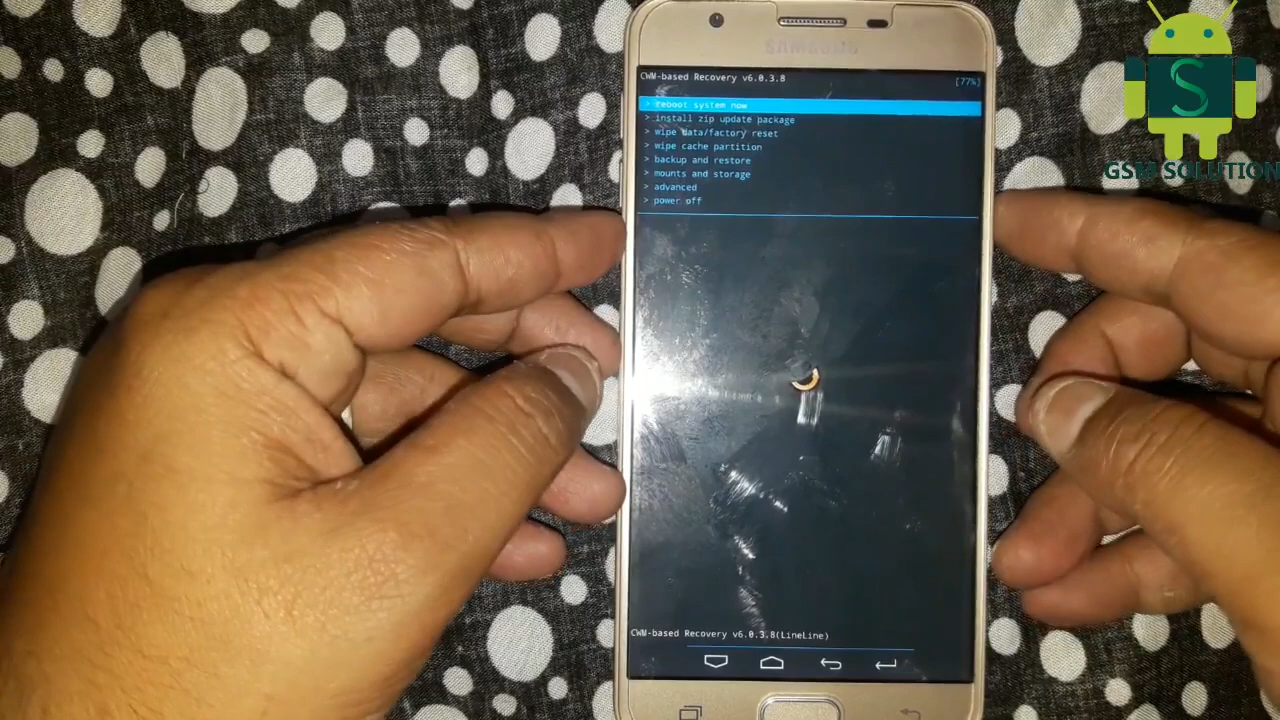 SAMSUNG
CWM-based Recovery v6.0.3.8
[77%]
> reboot system now
> install zip update package
> wipe data/factory reset
> wipe cache partition
> backup and restore
> mounts and storage
> advanced
> power off
CWM-based Recovery v6.0.3.8(LineLine)
S
GSM SOLUTION